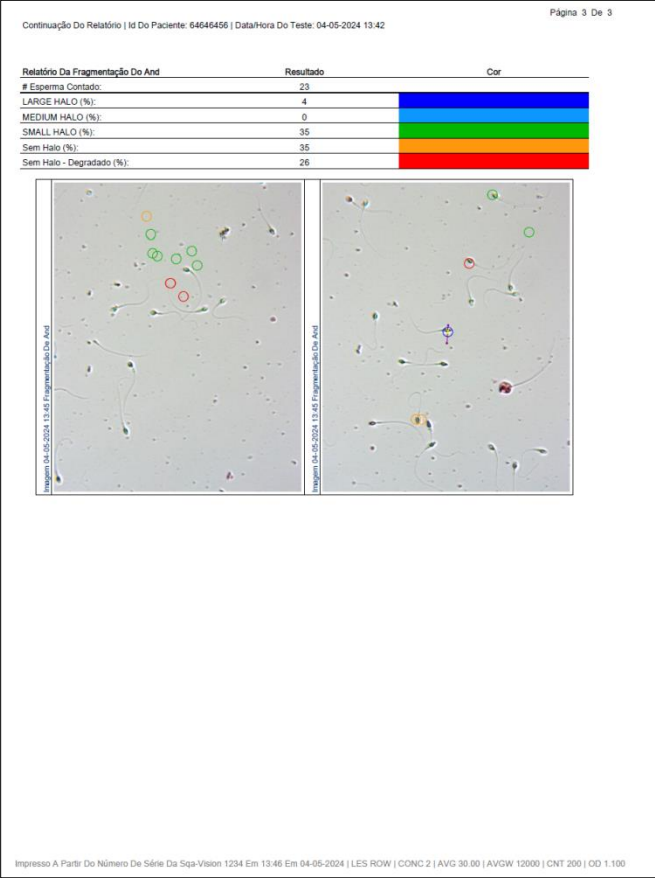 Página 3 De 3
Continuação Do Relatório | Id Do Paciente: 64646456 | Data/Hora Do Teste: 04-05-2024 13:42
Relatório Da Fragmentação Do And Resultado Cor
# Esperma Contado: 23
LARGE HALO (%): 4
MEDIUM HALO (%): 0
SMALL HALO (%): 35
Sem Halo (%): 35
Sem Halo - Degradado (%): 26
Imagem 04-05-2024 13:45 Fragmentação De And
Imagem 04-05-2024 13:45 Fragmentação De And
Impresso A Partir Do Número De Série Da Sqa-Vision 1234 Em 13:46 Em 04-05-2024 | LES ROW | CONC 2 | AVG 30.00 | AVGW 12000 | CNT 200 | OD 1.100